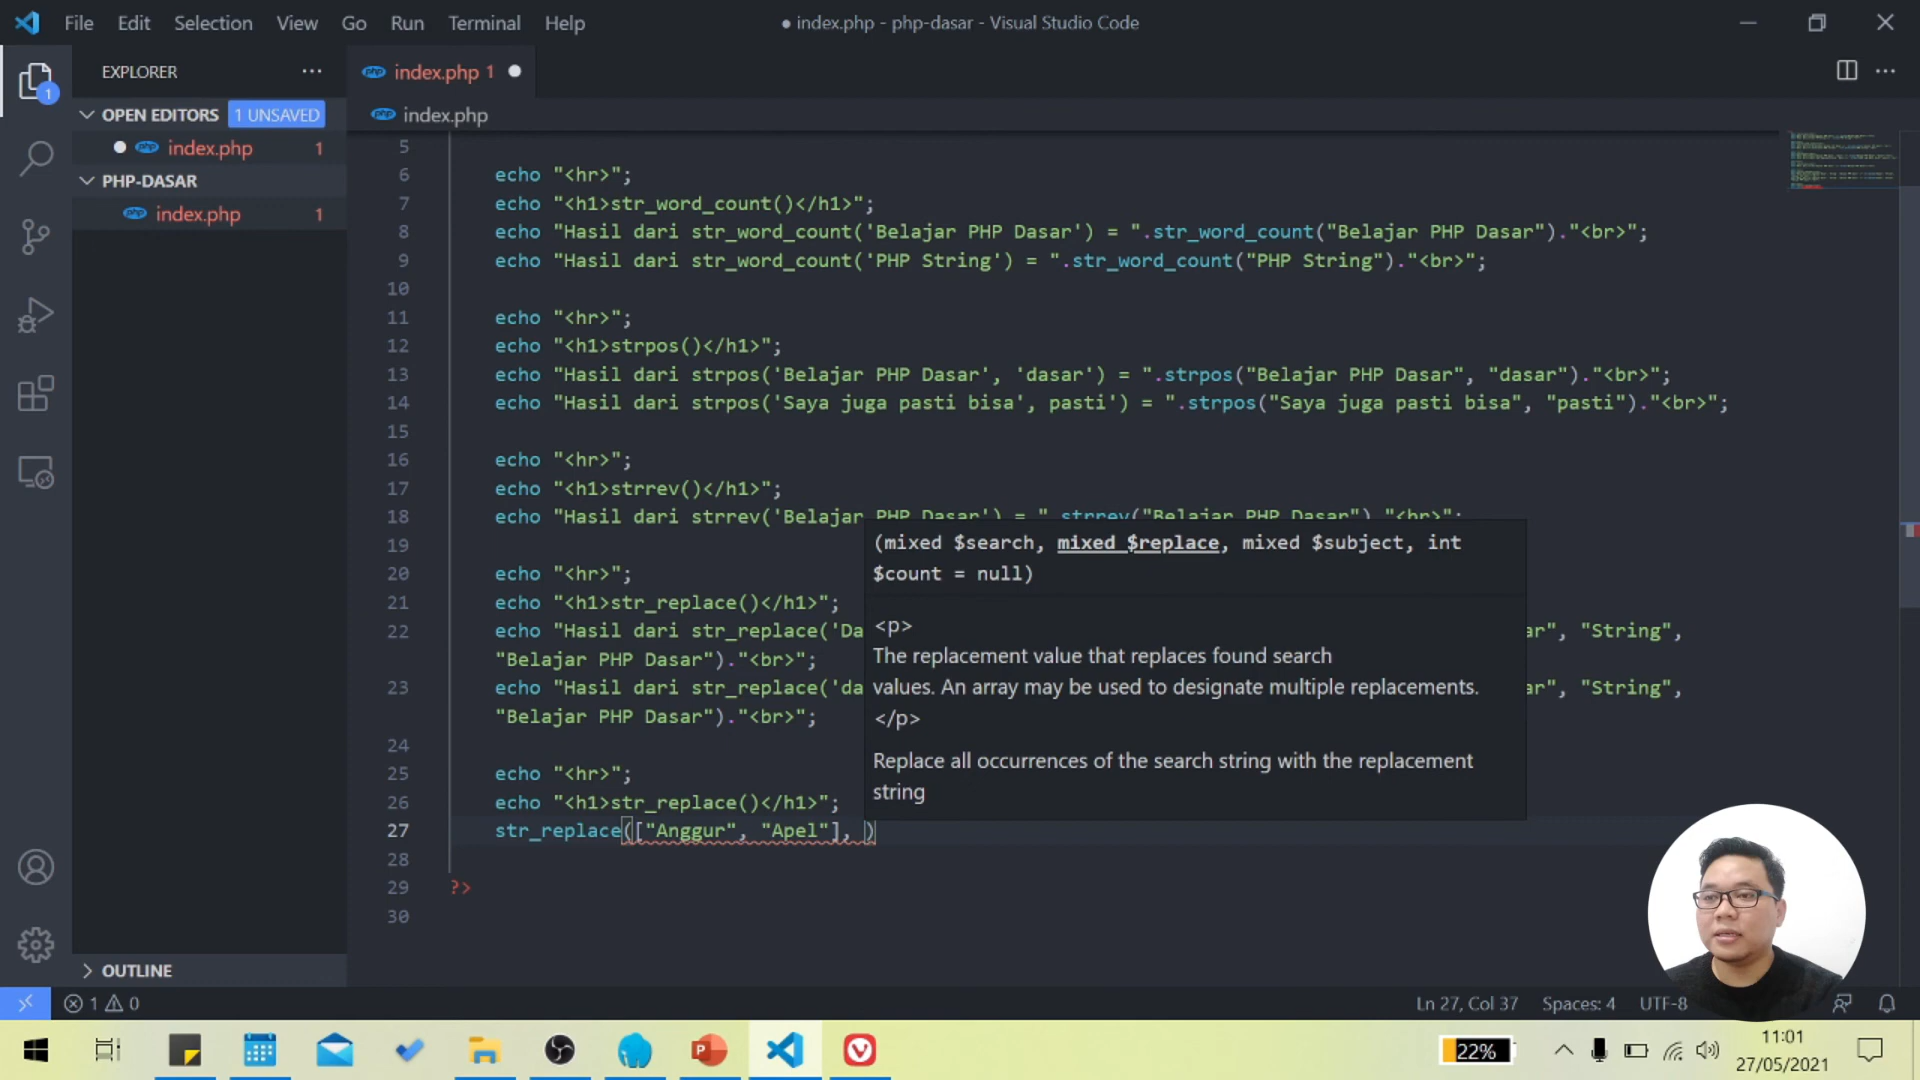 File Edit Selection View Go Run Terminal Help
● index.php - php-dasar - Visual Studio Code
EXPLORER
index.php 1
OPEN EDITORS 1 UNSAVED
index.php
index.php 1
PHP-DASAR
index.php 1
5
6 echo "<hr>";
7 echo "<h1>str_word_count()</h1>";
8 echo "Hasil dari str_word_count('Belajar PHP Dasar') = ".str_word_count("Belajar PHP Dasar")."<br>";
9 echo "Hasil dari str_word_count('PHP String') = ".str_word_count("PHP String")."<br>";
10
11 echo "<hr>";
12 echo "<h1>strpos()</h1>";
13 echo "Hasil dari strpos('Belajar PHP Dasar', 'dasar') = ".strpos("Belajar PHP Dasar", "dasar")."<br>";
14 echo "Hasil dari strpos('Saya juga pasti bisa', pasti') = ".strpos("Saya juga pasti bisa", "pasti")."<br>";
15
16 echo "<hr>";
17 echo "<h1>strrev()</h1>";
18 echo "Hasil dari strrev('Belajar PHP Dasar') = ".strrev("Belajar PHP Dasar")."<br>";
19
20 echo "<hr>";
21 echo "<h1>str_replace()</h1>";
22 echo "Hasil dari str_replace('Da ar", "String",
"Belajar PHP Dasar")."<br>";
23 echo "Hasil dari str_replace('da ar", "String",
"Belajar PHP Dasar")."<br>";
24
25 echo "<hr>";
26 echo "<h1>str_replace()</h1>";
27 str_replace(["Anggur", "Apel"], )
28
29 ?>
30
(mixed $search, mixed $replace, mixed $subject, int
$count = null)
<p>
The replacement value that replaces found search
values. An array may be used to designate multiple replacements.
</p>
Replace all occurrences of the search string with the replacement
string
OUTLINE
1 0
Ln 27, Col 37 Spaces: 4 UTF-8
22%
11:01
27/05/2021